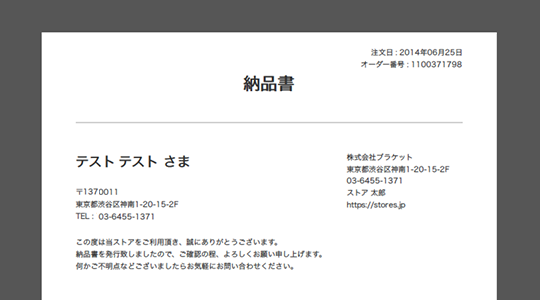 注文日 : 2014年06月25日
オーダー番号 : 1100371798
納品書
テスト テスト さま
〒1370011
東京都渋谷区神南1-20-15-2F
TEL : 03-6455-1371
株式会社ブラケット
東京都渋谷区神南1-20-15-2F
03-6455-1371
ストア 太郎
https://stores.jp
この度は当ストアをご利用頂き、誠にありがとうございます。
納品書を発行致しましたので、ご確認の程、よろしくお願い申し上げます。
何かご不明点などございましたらお気軽にお問い合わせください。